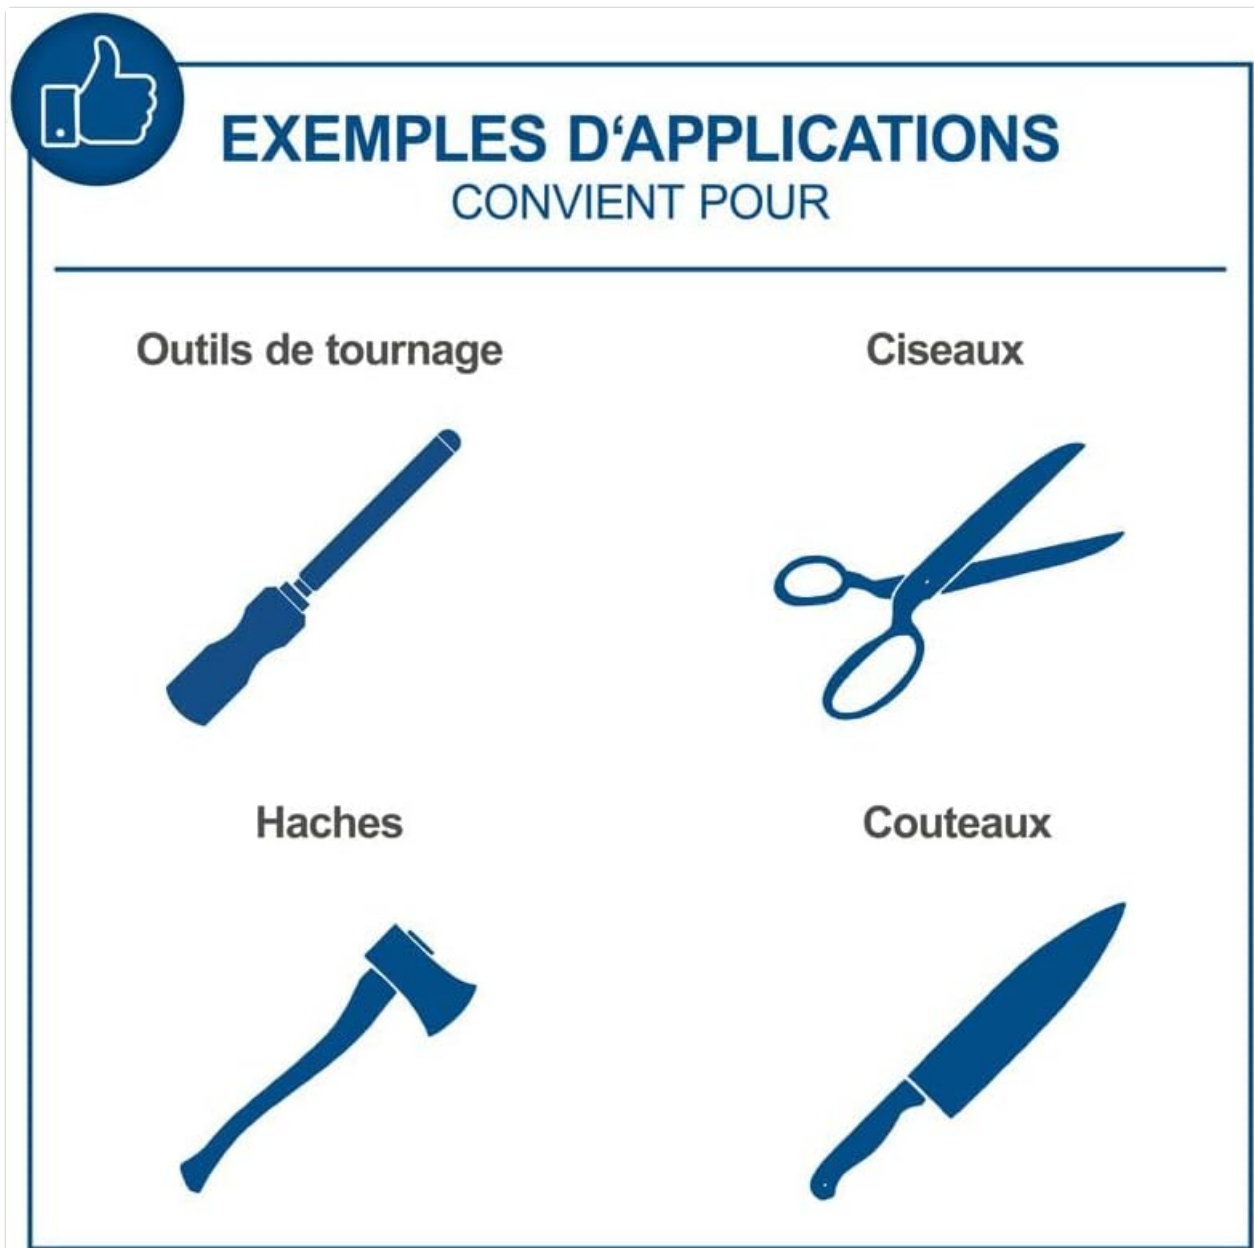 EXEMPLES D‘APPLICATIONS
CONVIENT POUR
Outils de tournage
Ciseaux
Haches
Couteaux